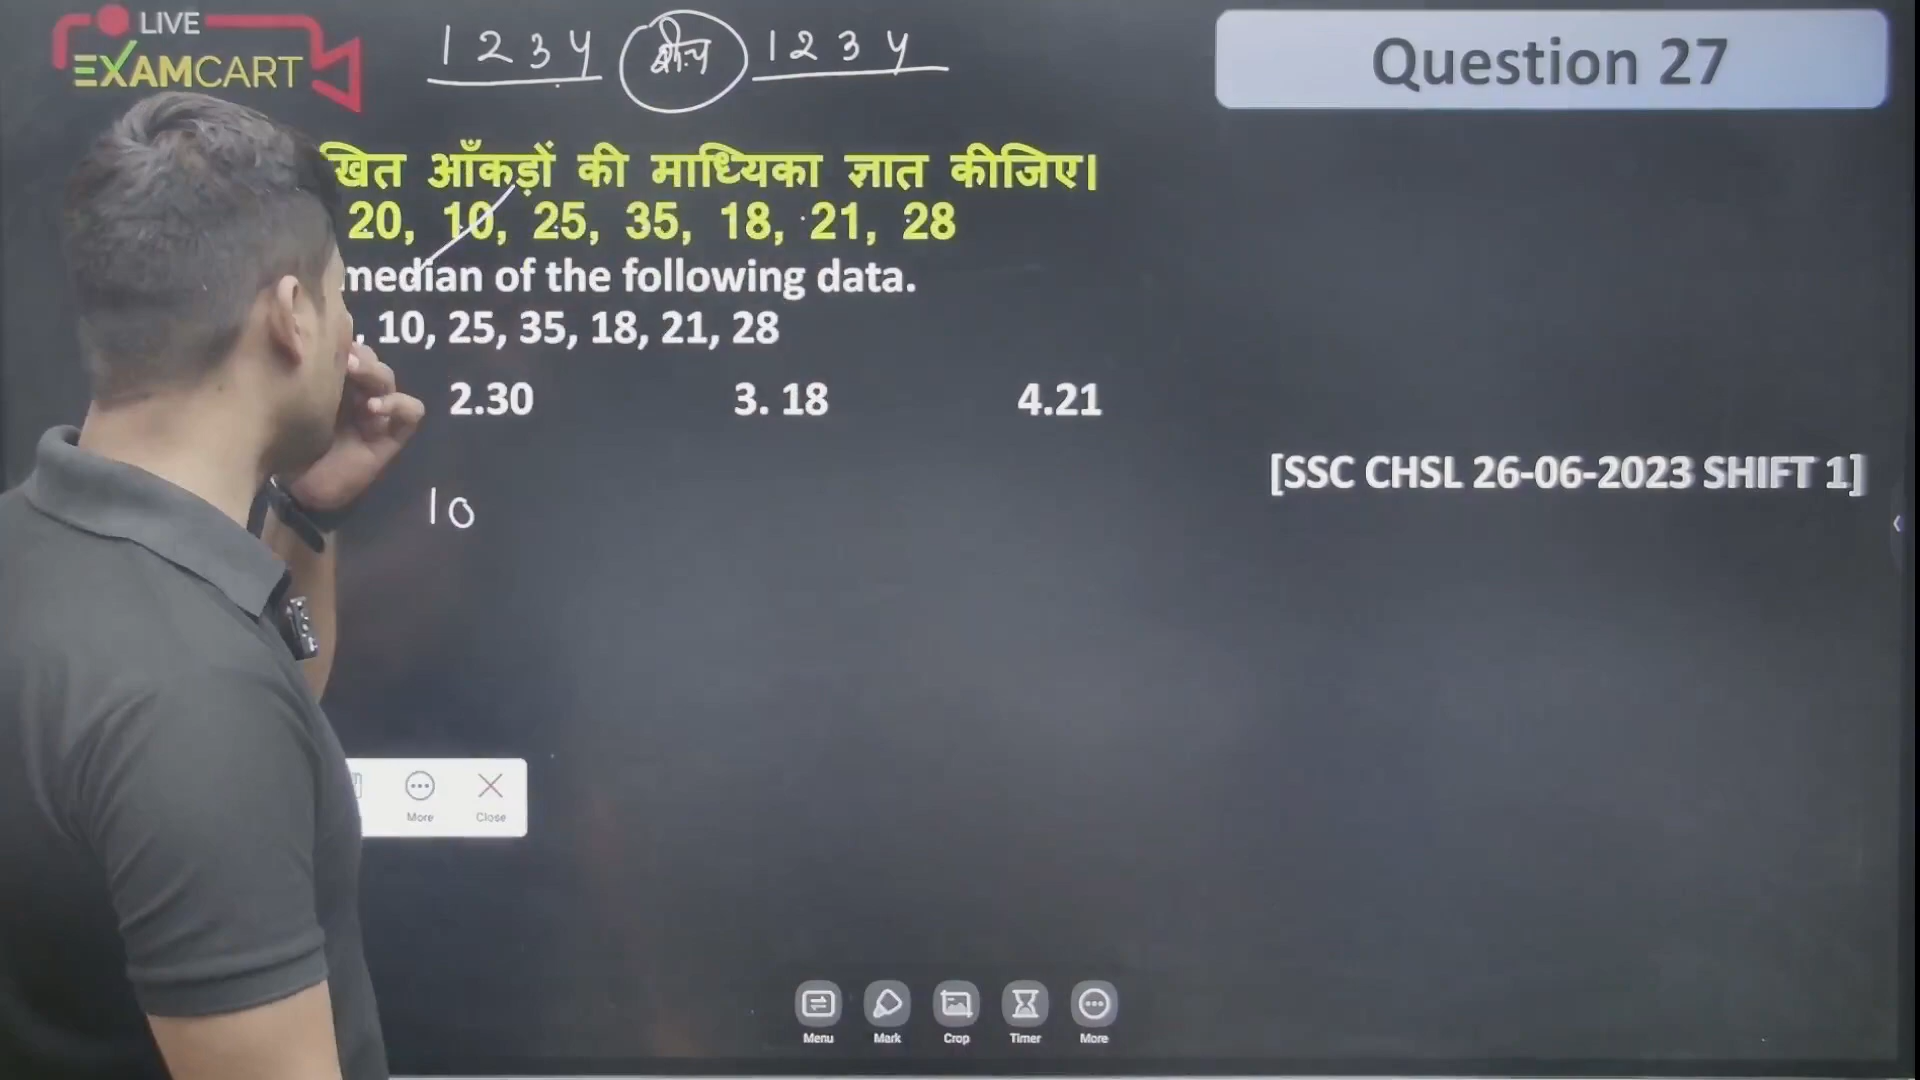 LIVE
EXAMCART
1 2 3 4 बीच 1 2 3 4
Question 27
खित आँकड़ों की माध्यिका ज्ञात कीजिए।
20, 10, 25, 35, 18, 21, 28
median of the following data.
, 10, 25, 35, 18, 21, 28
2.30 3. 18 4.21
[SSC CHSL 26-06-2023 SHIFT 1]
10
More Close
Menu Mark Crop Timer More